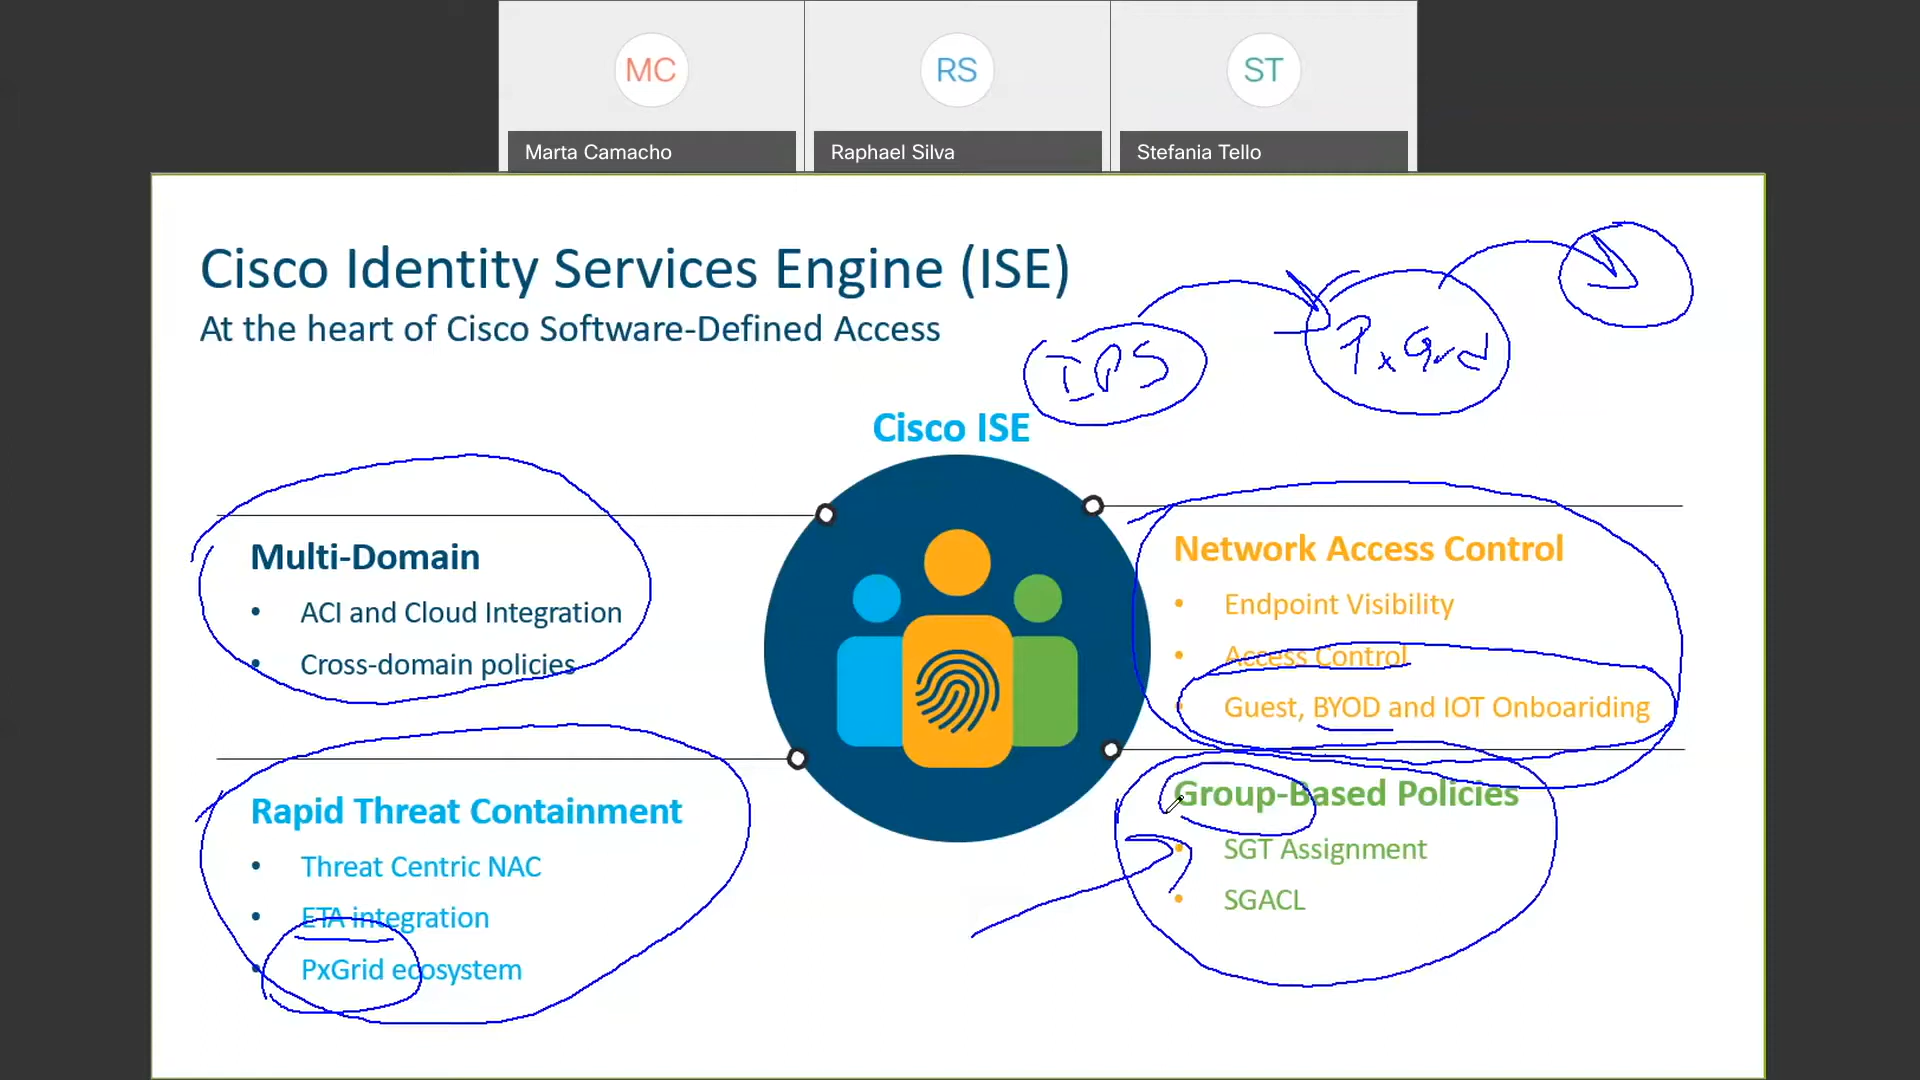 MC
RS
ST
Marta Camacho
Raphael Silva
Stefania Tello
Cisco Identity Services Engine (ISE)
At the heart of Cisco Software-Defined Access
IPS
PxGrid
Cisco ISE
Multi-Domain
• ACI and Cloud Integration
• Cross-domain policies
Network Access Control
• Endpoint Visibility
• Access Control
• Guest, BYOD and IOT Onboariding
Rapid Threat Containment
• Threat Centric NAC
• ETA integration
• PxGrid ecosystem
Group-Based Policies
• SGT Assignment
• SGACL